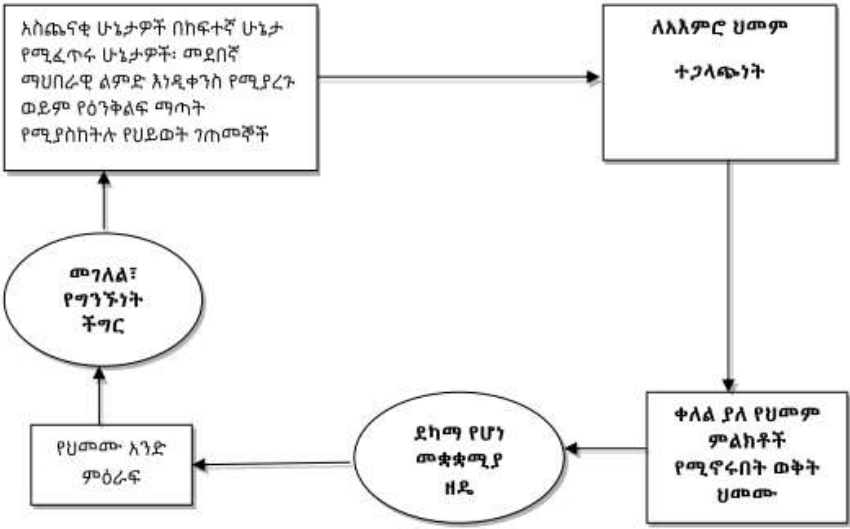 አስጨናቂ ሁኔታዎች በከፍተኛ ሁኔታ
የሚፈጥሩ ሁኔታዎች፡ መደበኛ
ማህበራዊ ልምድ እነዲቀንስ የሚያረጉ
ወይም የዕንቅልፍ ማጣት
የሚያስከትሉ የህይወት ገጠመኞች
ለአእምሮ ህመም
ተጋላጭነት
ቀለል ያለ የህመም
ምልክቶች
የሚኖሩበት ወቅት
ህመሙ
ደካማ የሆነ
መቋቋሚያ
ዘዴ
የህመሙ አንድ
ምዕራፍ
መገለል፣
የግንኙነት
ችግር